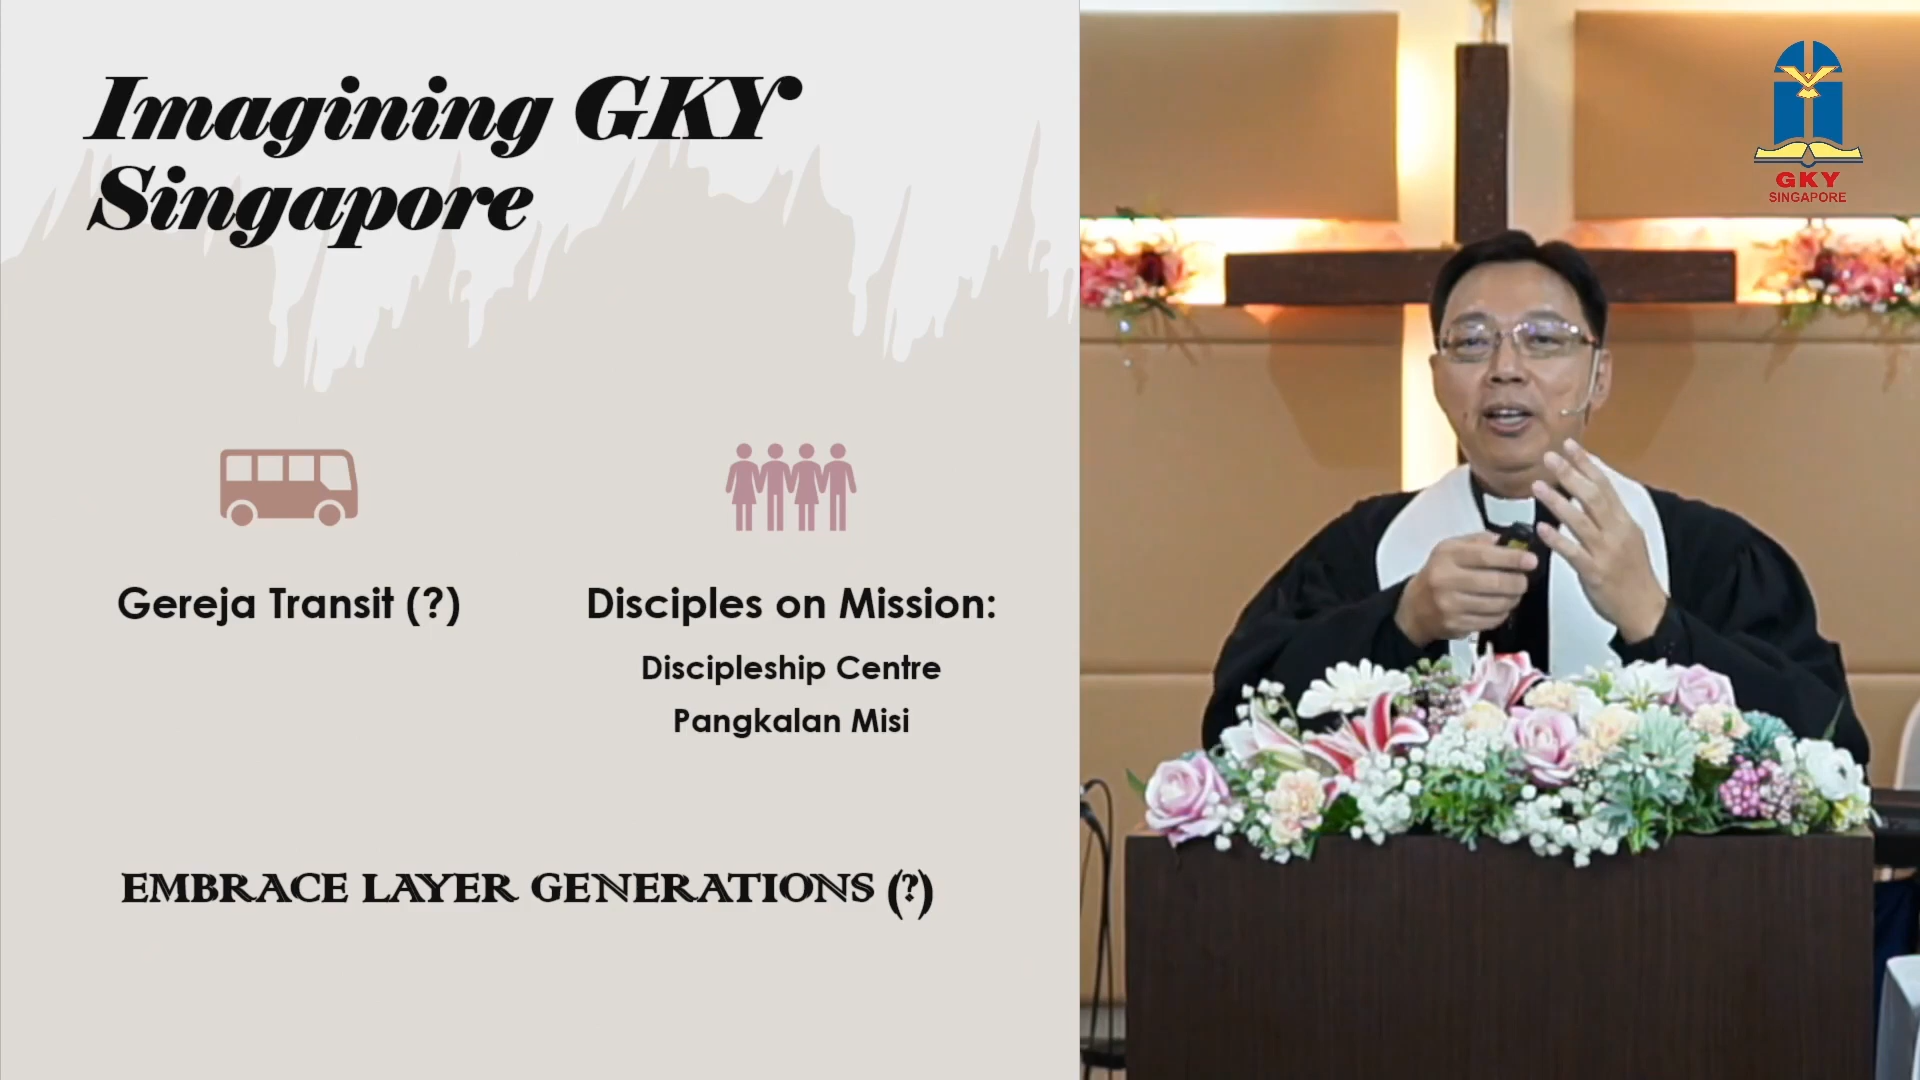 Imagining GKY
Singapore
Gereja Transit (?)
Disciples on Mission:
Discipleship Centre
Pangkalan Misi
EMBRACE LAYER GENERATIONS (?)
GKY
SINGAPORE